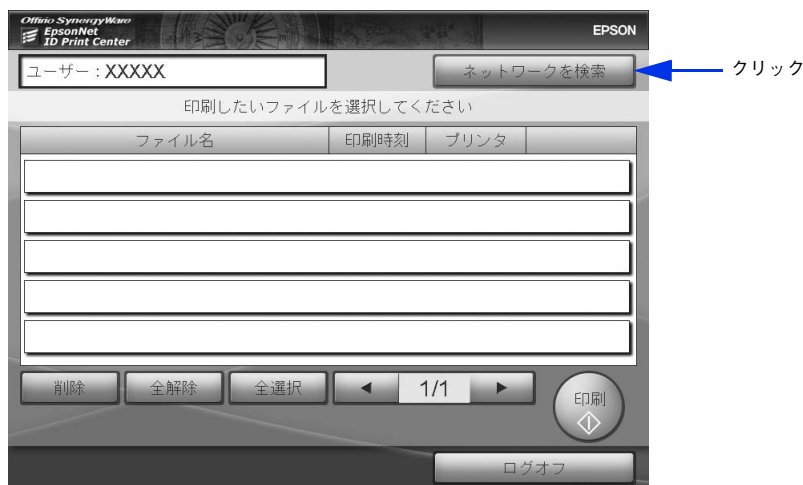 Offirio SynergyWare
EpsonNet
ID Print Center
EPSON
ユーザー：XXXXX
ネットワークを検索
クリック
印刷したいファイルを選択してください
ファイル名 印刷時刻 プリンタ
削除 全解除 全選択 1/1
印刷
ログオフ